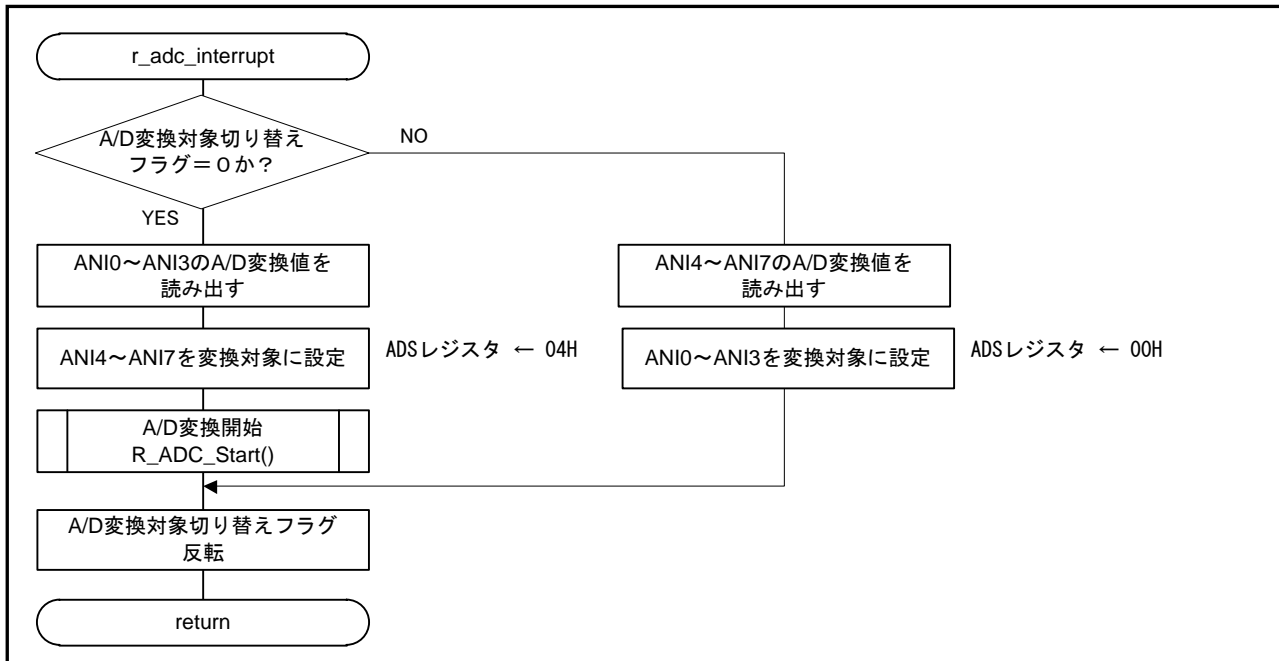 r_adc_interrupt
A/D変換対象切り替え
フラグ＝０か？
NO
YES
ANI0～ANI3のA/D変換値を
読み出す
ANI4～ANI7のA/D変換値を
読み出す
ANI4～ANI7を変換対象に設定
ADSレジスタ ← 04H
ANI0～ANI3を変換対象に設定
ADSレジスタ ← 00H
A/D変換開始
R_ADC_Start()
A/D変換対象切り替えフラグ
反転
return